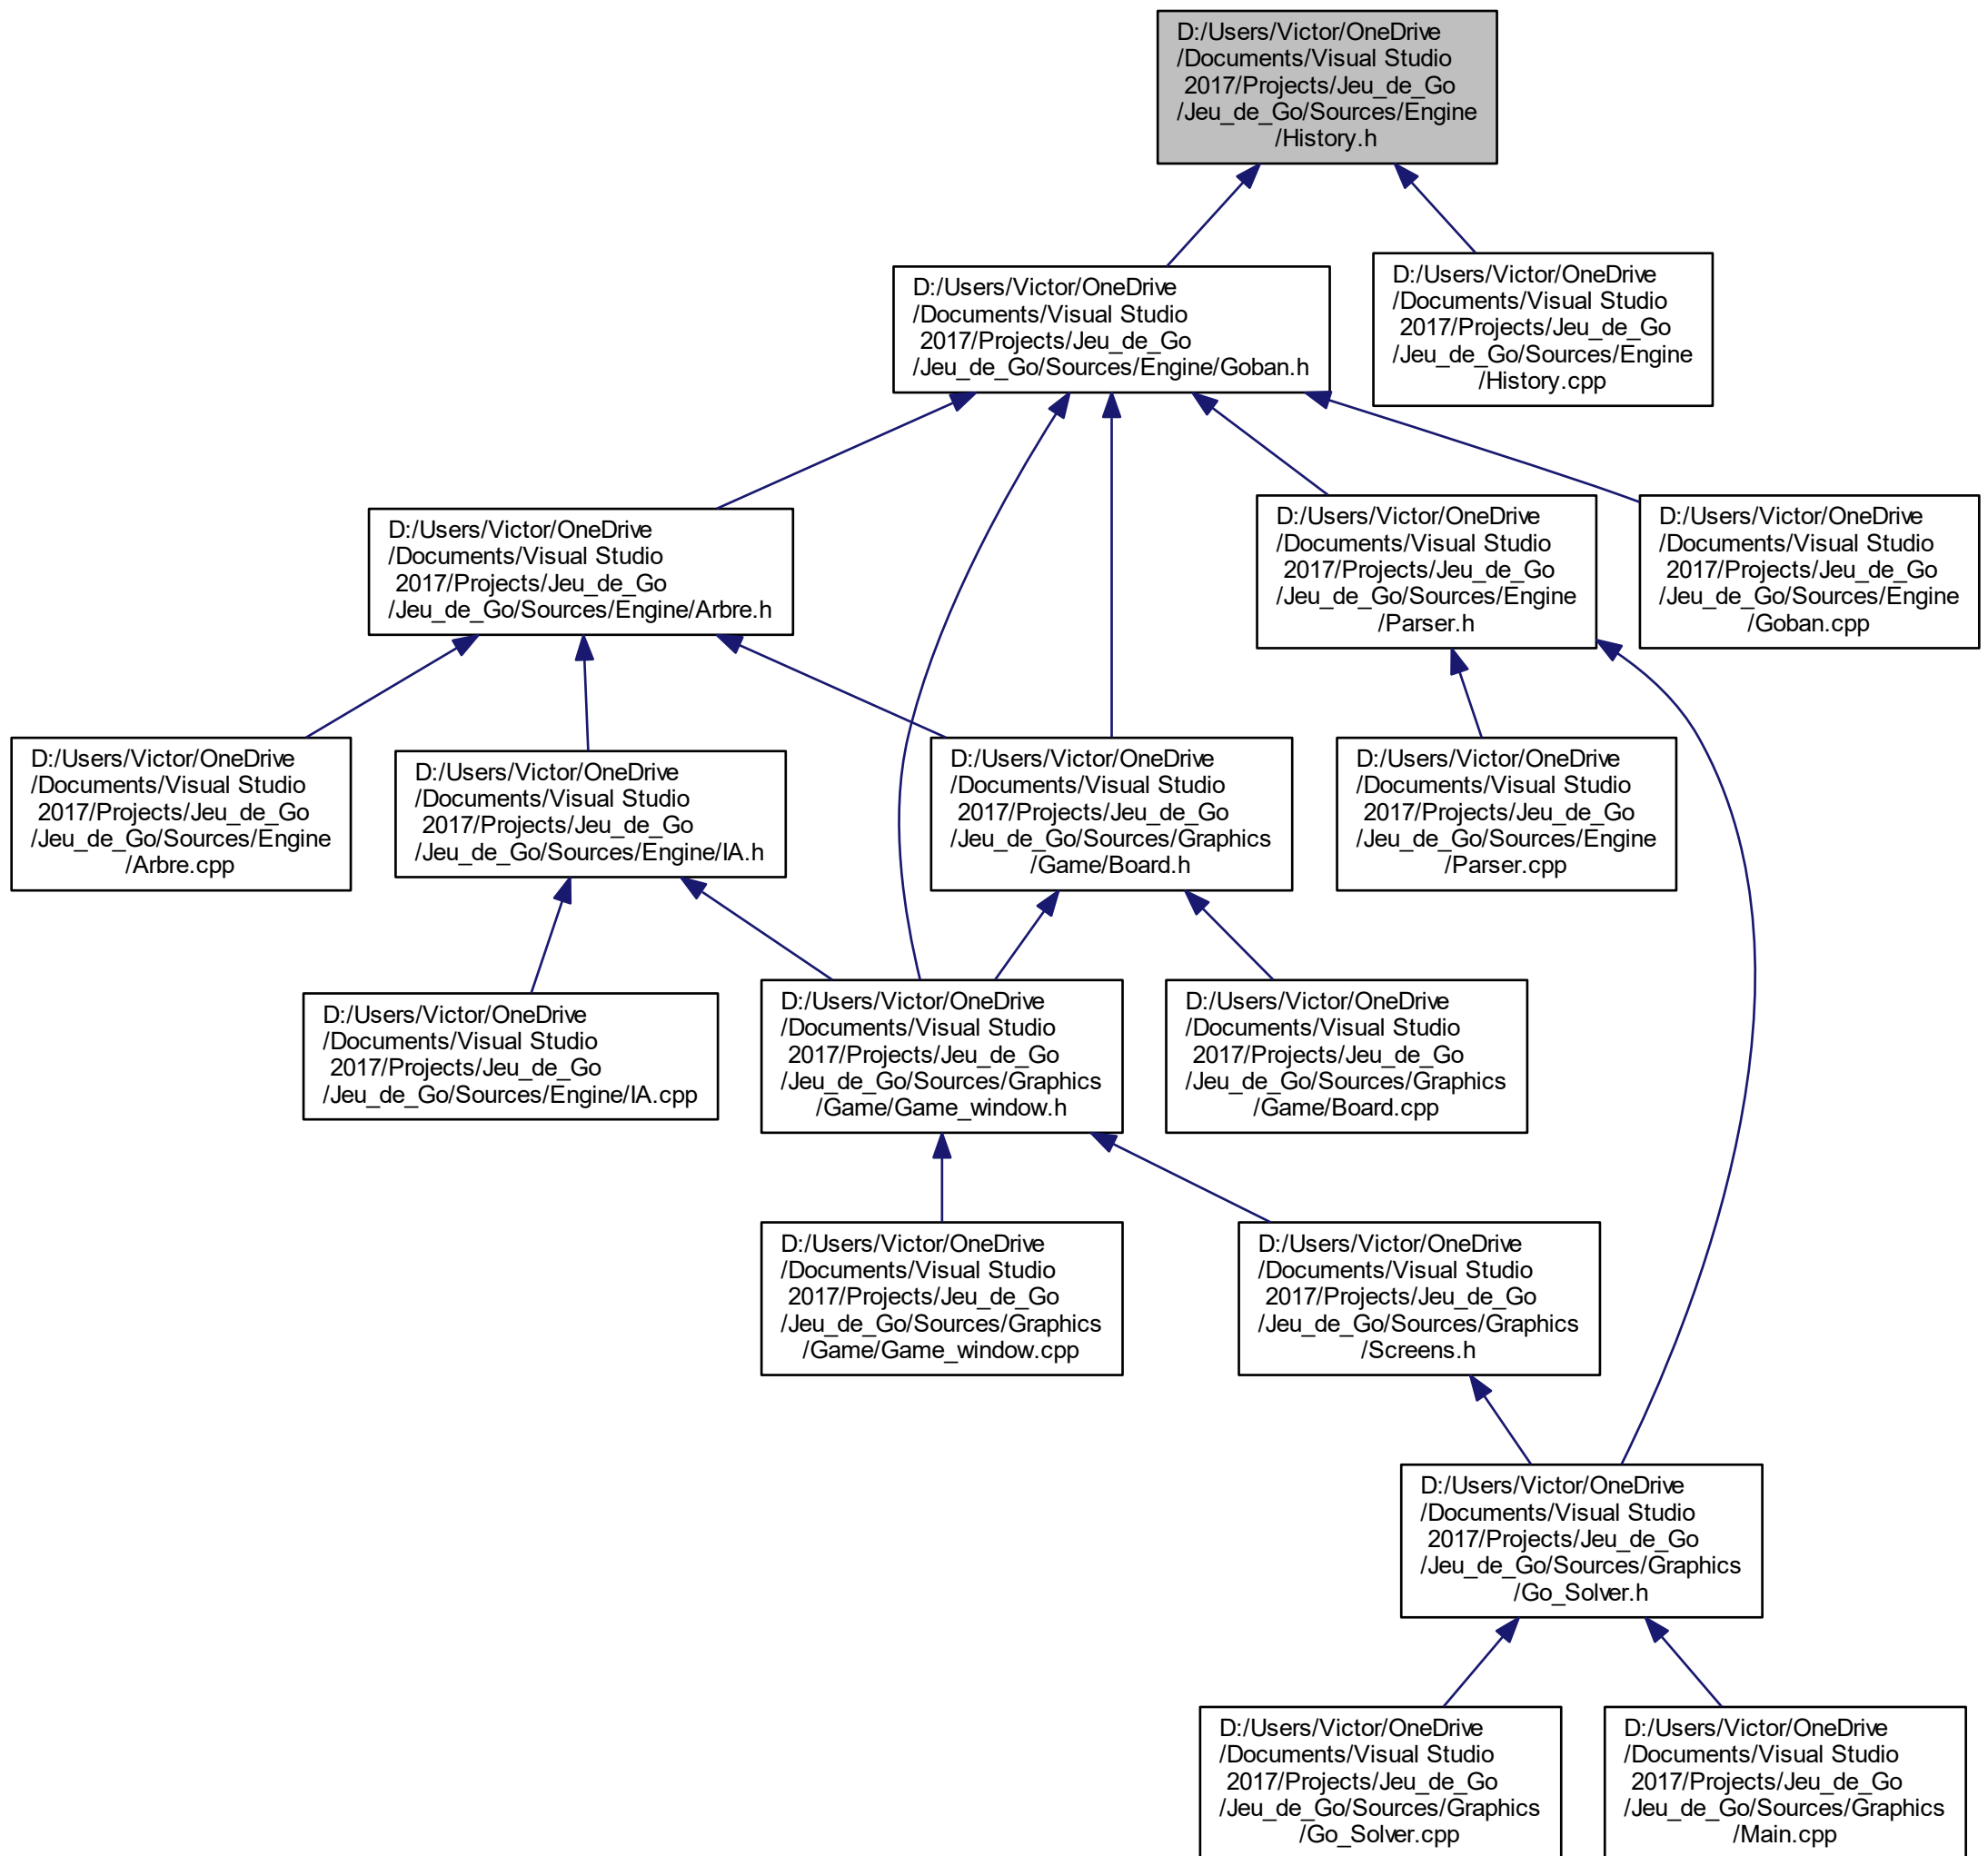 D:/Users/Victor/OneDrive
/Documents/Visual Studio
2017/Projects/Jeu_de_Go
/Jeu_de_Go/Sources/Engine
/History.h
D:/Users/Victor/OneDrive
/Documents/Visual Studio
2017/Projects/Jeu_de_Go
/Jeu_de_Go/Sources/Engine/Goban.h
D:/Users/Victor/OneDrive
/Documents/Visual Studio
2017/Projects/Jeu_de_Go
/Jeu_de_Go/Sources/Engine
/History.cpp
D:/Users/Victor/OneDrive
/Documents/Visual Studio
2017/Projects/Jeu_de_Go
/Jeu_de_Go/Sources/Engine/Arbre.h
D:/Users/Victor/OneDrive
/Documents/Visual Studio
2017/Projects/Jeu_de_Go
/Jeu_de_Go/Sources/Engine
/Parser.h
D:/Users/Victor/OneDrive
/Documents/Visual Studio
2017/Projects/Jeu_de_Go
/Jeu_de_Go/Sources/Engine
/Goban.cpp
D:/Users/Victor/OneDrive
/Documents/Visual Studio
2017/Projects/Jeu_de_Go
/Jeu_de_Go/Sources/Engine
/Arbre.cpp
D:/Users/Victor/OneDrive
/Documents/Visual Studio
2017/Projects/Jeu_de_Go
/Jeu_de_Go/Sources/Engine/IA.h
D:/Users/Victor/OneDrive
/Documents/Visual Studio
2017/Projects/Jeu_de_Go
/Jeu_de_Go/Sources/Graphics
/Game/Board.h
D:/Users/Victor/OneDrive
/Documents/Visual Studio
2017/Projects/Jeu_de_Go
/Jeu_de_Go/Sources/Engine
/Parser.cpp
D:/Users/Victor/OneDrive
/Documents/Visual Studio
2017/Projects/Jeu_de_Go
/Jeu_de_Go/Sources/Engine/IA.cpp
D:/Users/Victor/OneDrive
/Documents/Visual Studio
2017/Projects/Jeu_de_Go
/Jeu_de_Go/Sources/Graphics
/Game/Game_window.h
D:/Users/Victor/OneDrive
/Documents/Visual Studio
2017/Projects/Jeu_de_Go
/Jeu_de_Go/Sources/Graphics
/Game/Board.cpp
D:/Users/Victor/OneDrive
/Documents/Visual Studio
2017/Projects/Jeu_de_Go
/Jeu_de_Go/Sources/Graphics
/Game/Game_window.cpp
D:/Users/Victor/OneDrive
/Documents/Visual Studio
2017/Projects/Jeu_de_Go
/Jeu_de_Go/Sources/Graphics
/Screens.h
D:/Users/Victor/OneDrive
/Documents/Visual Studio
2017/Projects/Jeu_de_Go
/Jeu_de_Go/Sources/Graphics
/Go_Solver.h
D:/Users/Victor/OneDrive
/Documents/Visual Studio
2017/Projects/Jeu_de_Go
/Jeu_de_Go/Sources/Graphics
/Go_Solver.cpp
D:/Users/Victor/OneDrive
/Documents/Visual Studio
2017/Projects/Jeu_de_Go
/Jeu_de_Go/Sources/Graphics
/Main.cpp